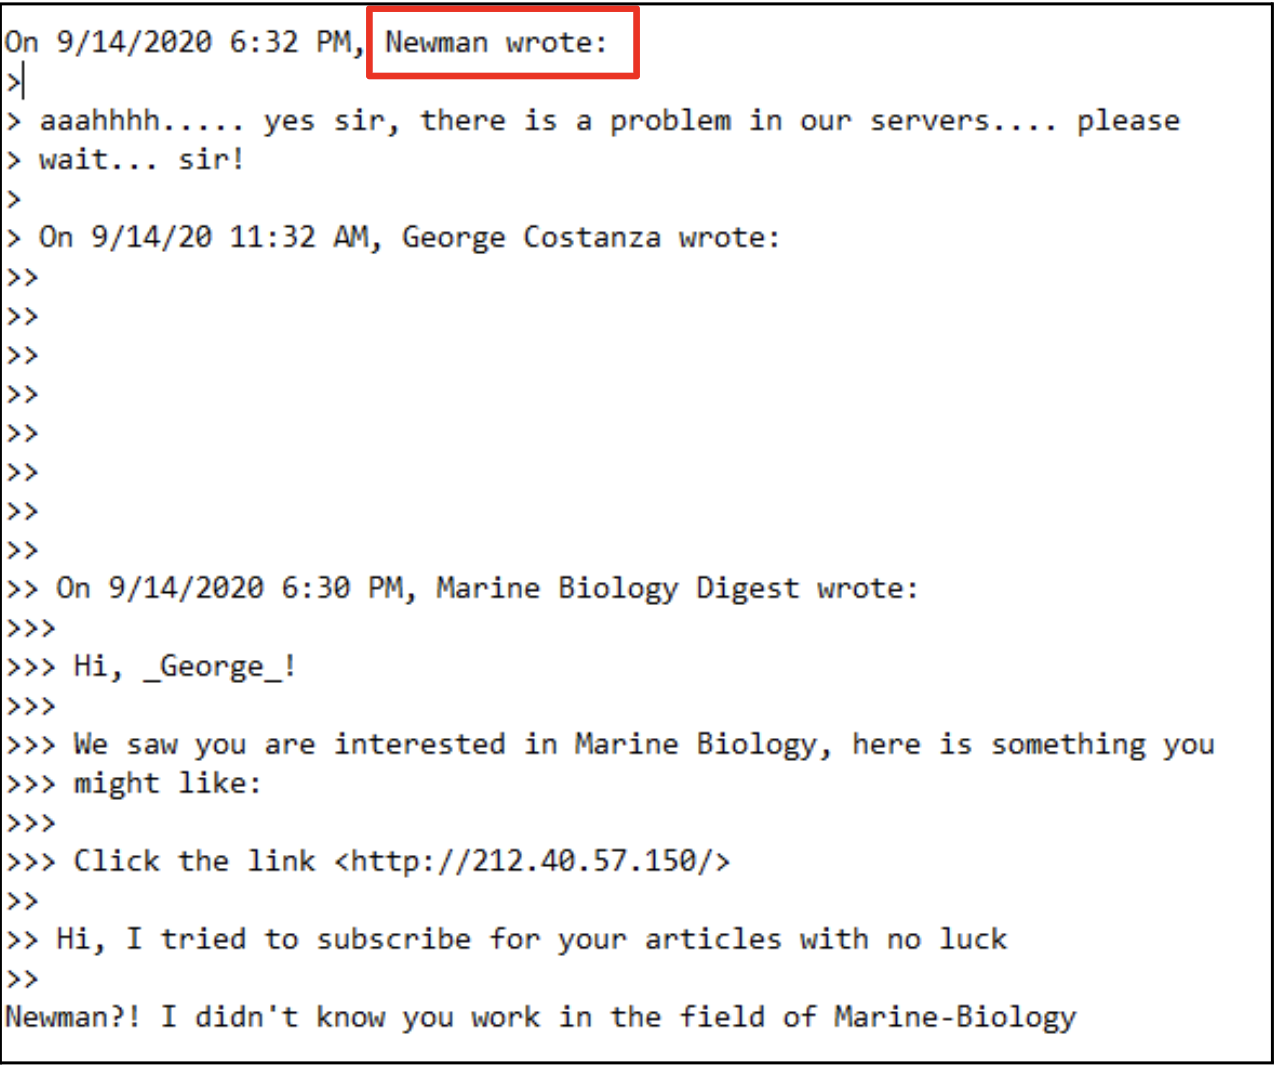 On 9/14/2020 6:32 PM, Newman wrote:
>
> aaahhhh..... yes sir, there is a problem in our servers.... please
> wait... sir!
>
> On 9/14/20 11:32 AM, George Costanza wrote:
>>
>>
>>
>>
>>
>>
>>
>>
>> On 9/14/2020 6:30 PM, Marine Biology Digest wrote:
>>>
>>> Hi, _George_!
>>>
>>> We saw you are interested in Marine Biology, here is something you
>>> might like:
>>>
>>> Click the link <http://212.40.57.150/>
>>
>> Hi, I tried to subscribe for your articles with no luck
>>
Newman?! I didn't know you work in the field of Marine-Biology